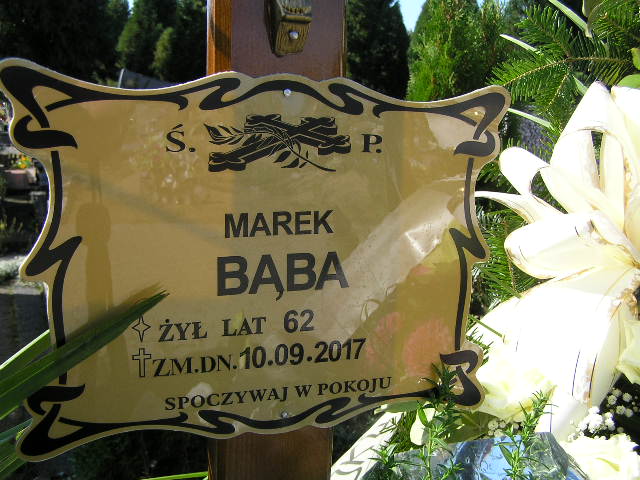 Ś. P.
MAREK
BĄBA
ŻYŁ LAT 62
ZM.DN.10.09.2017
SPOCZYWAJ W POKOJU